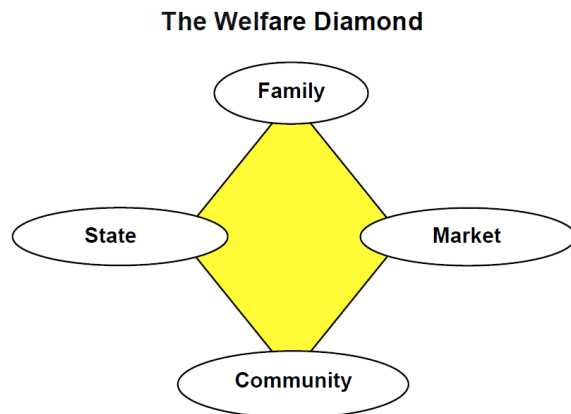 The Welfare Diamond
Family
State
Market
Community